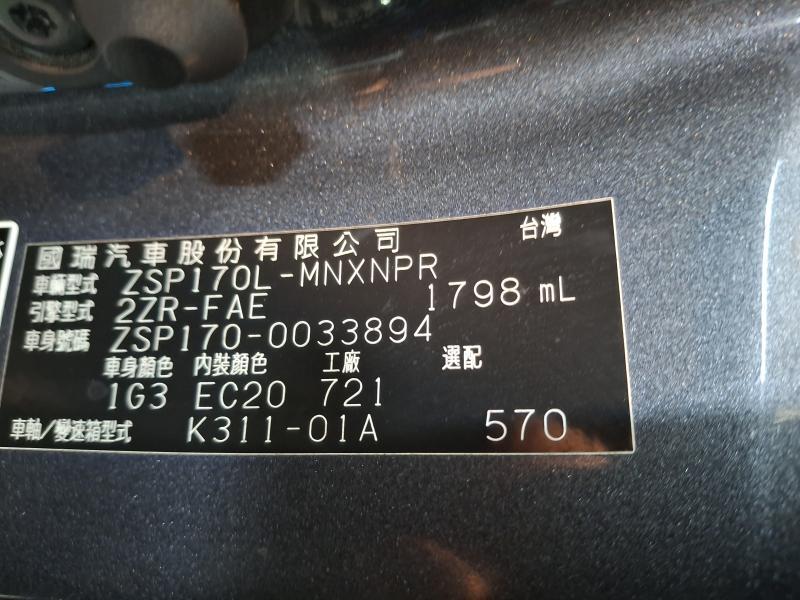 國瑞汽車股份有限公司 台灣
車輛型式 ZSP170L-MNXNPR
引擎型式 2ZR-FAE 1798 mL
車身號碼 ZSP170-0033894
車身顏色 內裝顏色 工廠 選配
1G3 EC20 721
車軸/變速箱型式 K311-01A 570